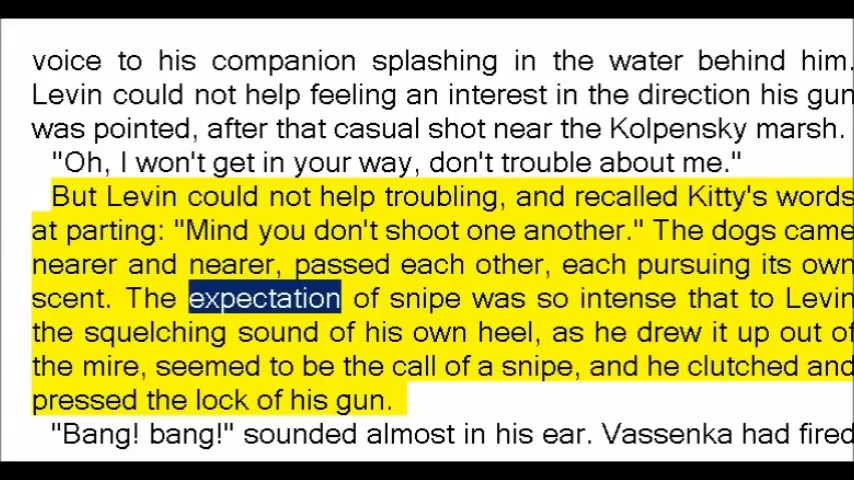 voice to his companion splashing in the water behind him.
Levin could not help feeling an interest in the direction his gun
was pointed, after that casual shot near the Kolpensky marsh.
"Oh, I won't get in your way, don't trouble about me."
But Levin could not help troubling, and recalled Kitty's words
at parting: "Mind you don't shoot one another." The dogs came
nearer and nearer, passed each other, each pursuing its own
scent. The expectation of snipe was so intense that to Levin
the squelching sound of his own heel, as he drew it up out of
the mire, seemed to be the call of a snipe, and he clutched and
pressed the lock of his gun.
"Bang! bang!" sounded almost in his ear. Vassenka had fired